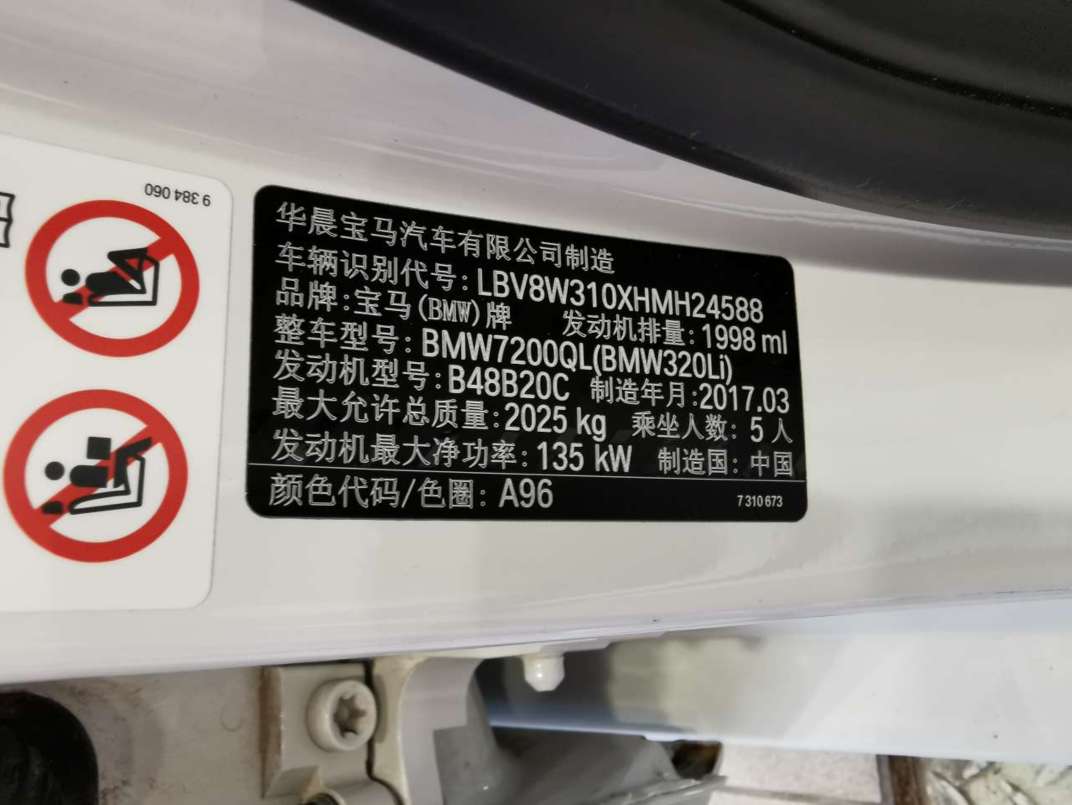 9 384 060
华晨宝马汽车有限公司制造
车辆识别代号: LBV8W310XHMH24588
品牌: 宝马(BMW)牌 发动机排量: 1998 ml
整车型号: BMW7200QL(BMW320Li)
发动机型号: B48B20C 制造年月: 2017.03
最大允许总质量: 2025 kg 乘坐人数: 5 人
发动机最大净功率: 135 kW 制造国: 中国
颜色代码/色圈: A96 7 310 673